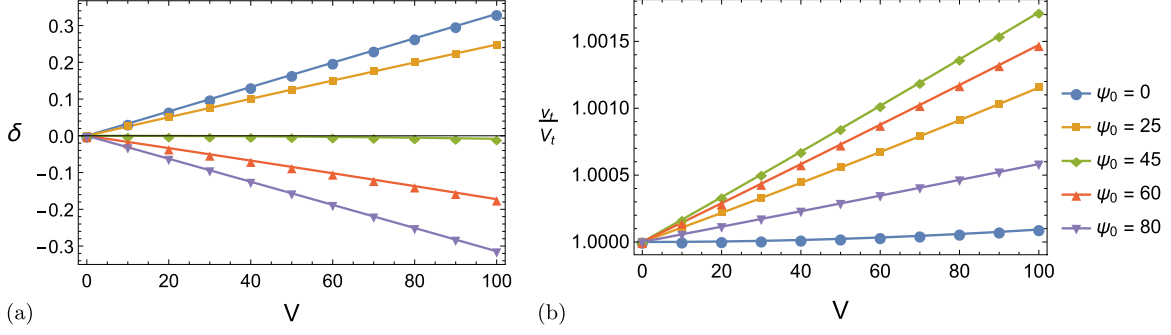 0.3
0.2
0.1
δ 0.0
−0.1
−0.2
−0.3
0 20 40 60 80 100
(a) V
1.0015
1.0010
1.0005
1.0000
v_f
V_t
0 20 40 60 80 100
(b) V
ψ₀ = 0
ψ₀ = 25
ψ₀ = 45
ψ₀ = 60
ψ₀ = 80